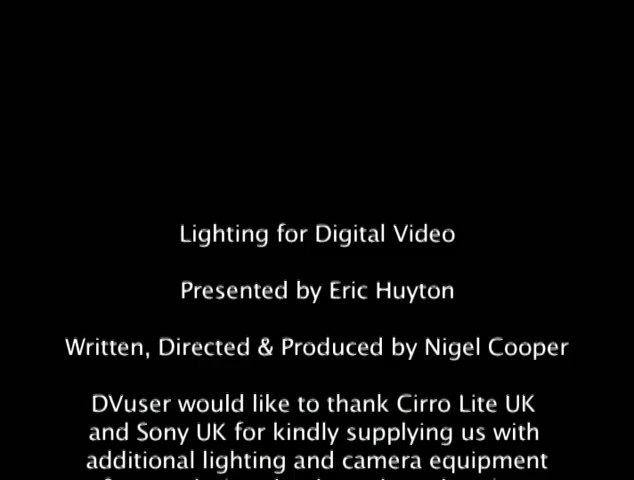 Lighting for Digital Video
Presented by Eric Huyton
Written, Directed & Produced by Nigel Cooper
DVuser would like to thank Cirro Lite UK
and Sony UK for kindly supplying us with
additional lighting and camera equipment